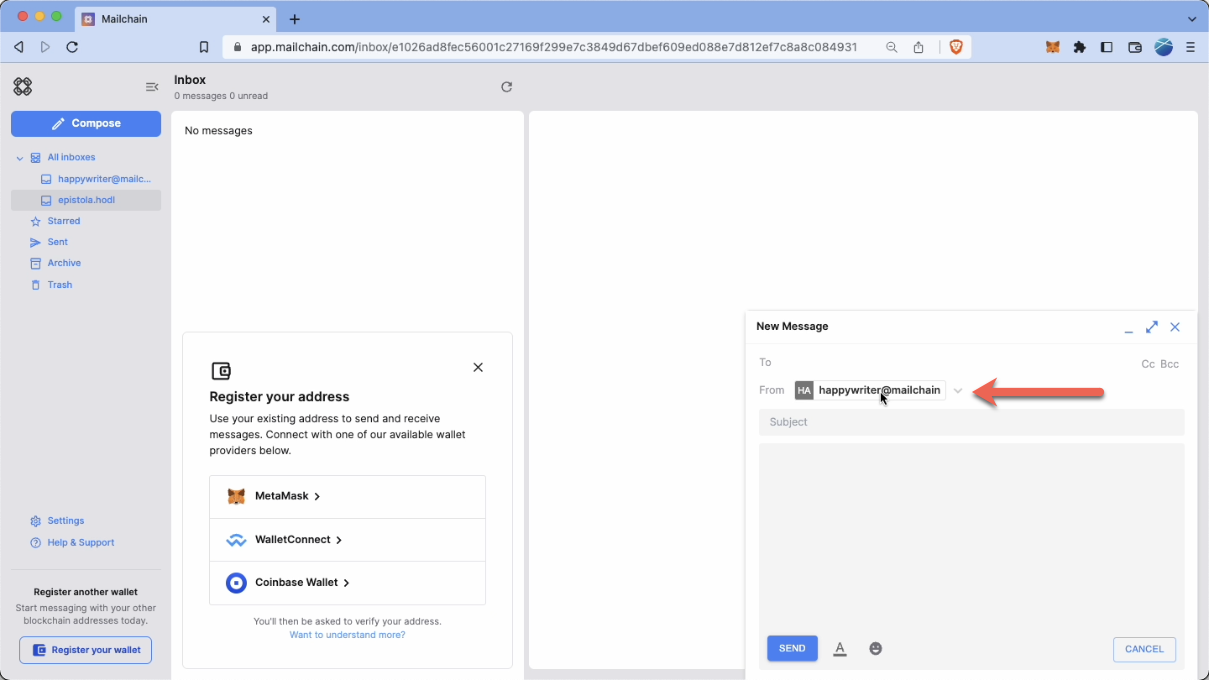 Mailchain
app.mailchain.com/inbox/e1026ad8fec56001c27169f299e7c3849d67dbef609ed088e7d812ef7c8a8c084931
Inbox
0 messages 0 unread
Compose
No messages
All inboxes
happywriter@mailc...
epistola.hodl
Starred
Sent
Archive
Trash
Settings
Help & Support
Register another wallet
Start messaging with your other
blockchain addresses today.
Register your wallet
Register your address
Use your existing address to send and receive
messages. Connect with one of our available wallet
providers below.
MetaMask
WalletConnect
Coinbase Wallet
You'll then be asked to verify your address.
Want to understand more?
New Message
To
Cc Bcc
From HA happywriter@mailchain
Subject
SEND A CANCEL